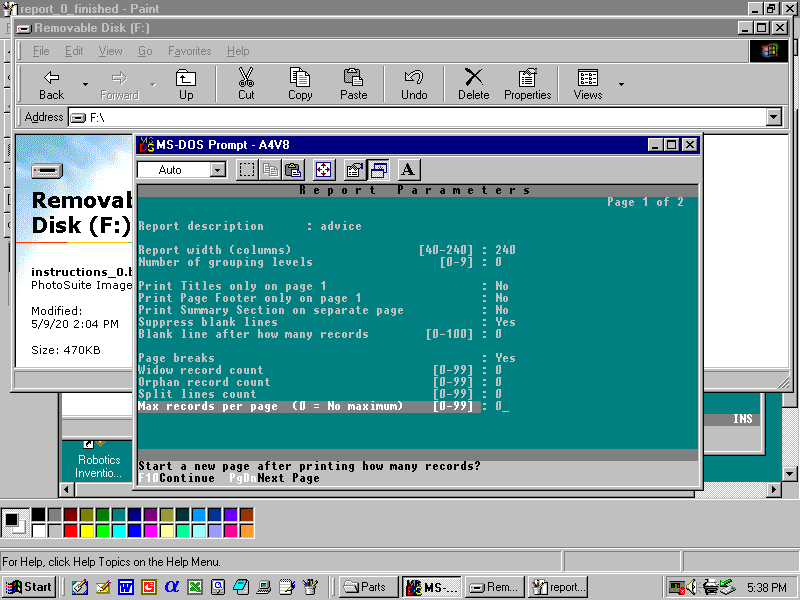 report_0_finished - Paint
Removable Disk (F:)
File Edit View Go Favorites Help
Back Forward Up Cut Copy Paste Undo Delete Properties Views
Address F:\
MS-DOS Prompt - A4V8
Auto
A
Report Parameters
Page 1 of 2
Removab
Disk (F:)
instructions_0.b
PhotoSuite Image
Modified:
5/9/20 2:04 PM
Size: 470KB
Report description : advice
Report width (columns) [40-240] : 240
Number of grouping levels [0-9] : 0
Print Titles only on page 1 : No
Print Page Footer only on page 1 : No
Print Summary Section on separate page : No
Suppress blank lines : Yes
Blank line after how many records [0-100] : 0
Page breaks : Yes
Widow record count [0-99] : 0
Orphan record count [0-99] : 0
Split lines count [0-99] : 0
Max records per page (0 = No maximum) [0-99] : 0_
Start a new page after printing how many records?
F10Continue PgDnNext Page
INS
Robotics
Inventio...
For Help, click Help Topics on the Help Menu.
Start Parts MS-... Rem... report... 5:38 PM